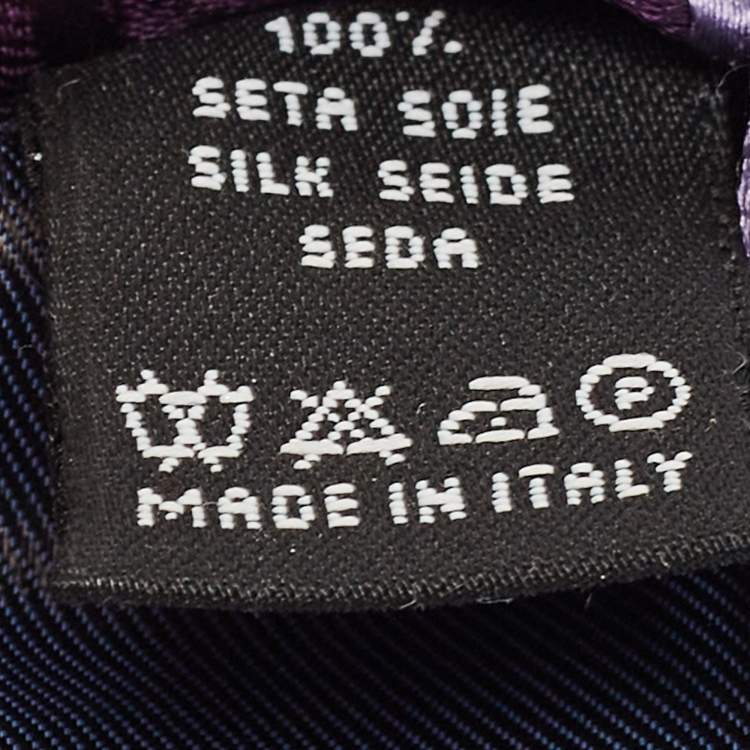 100%
SETA SOIE
SILK SEIDE
SEDA
P
MADE IN ITALY